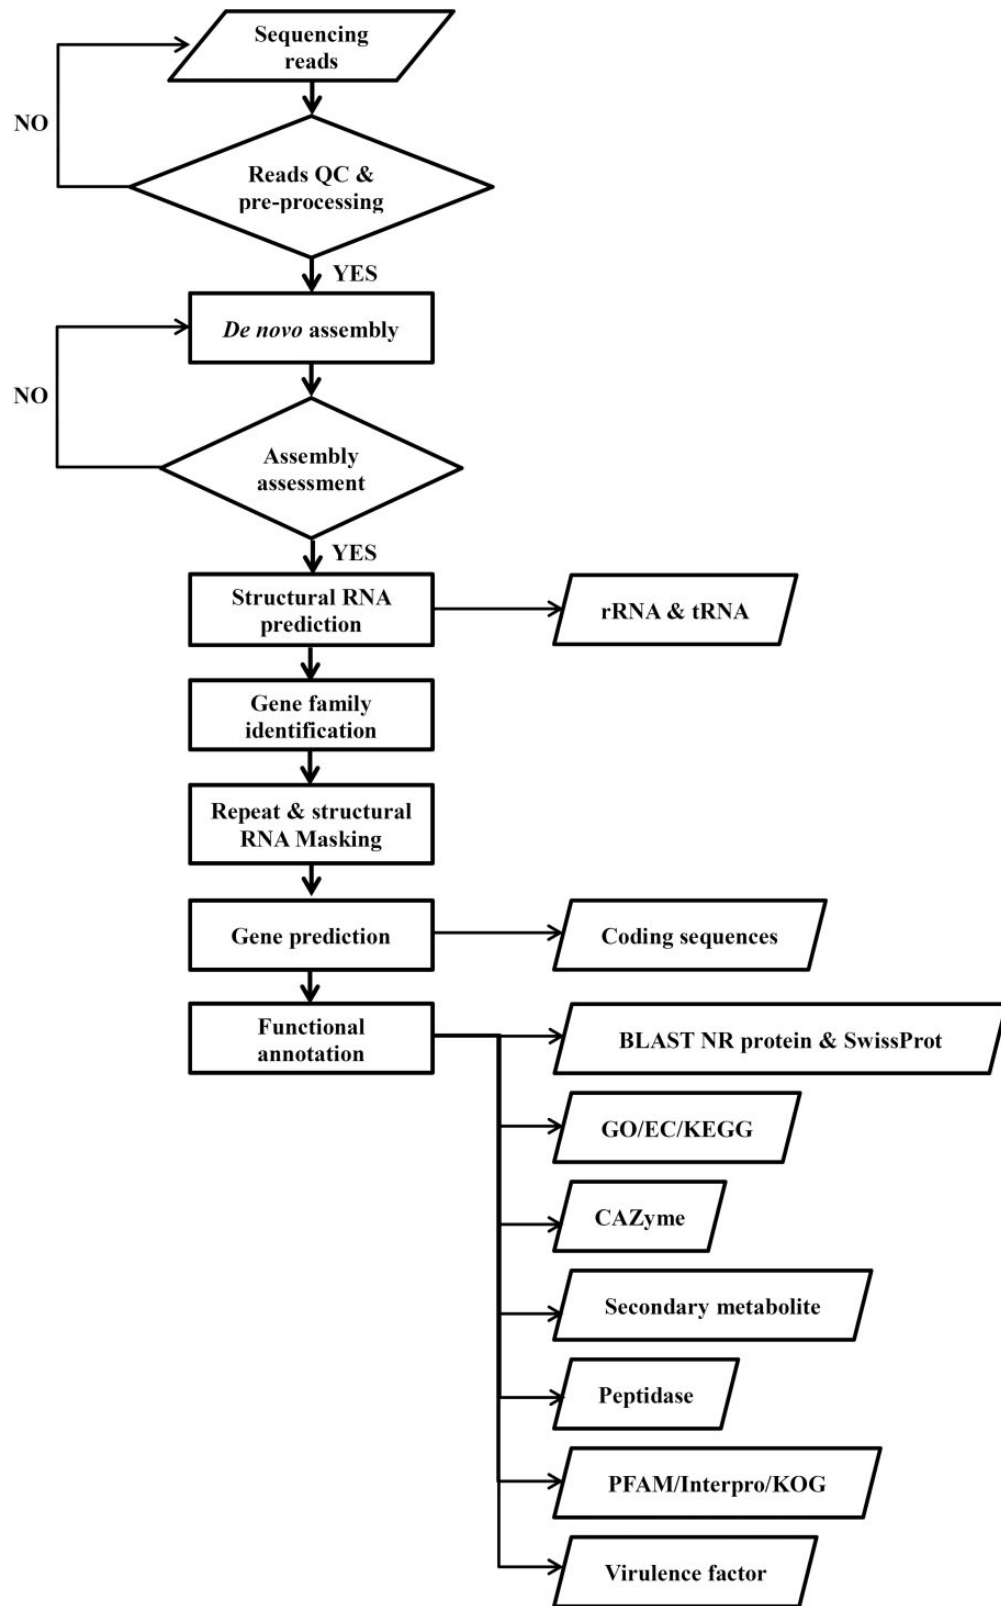 Sequencing
reads
NO
Reads QC &
pre-processing
YES
De novo assembly
NO
Assembly
assessment
YES
Structural RNA
prediction
rRNA & tRNA
Gene family
identification
Repeat & structural
RNA Masking
Gene prediction
Coding sequences
Functional
annotation
BLAST NR protein & SwissProt
GO/EC/KEGG
CAZyme
Secondary metabolite
Peptidase
PFAM/Interpro/KOG
Virulence factor